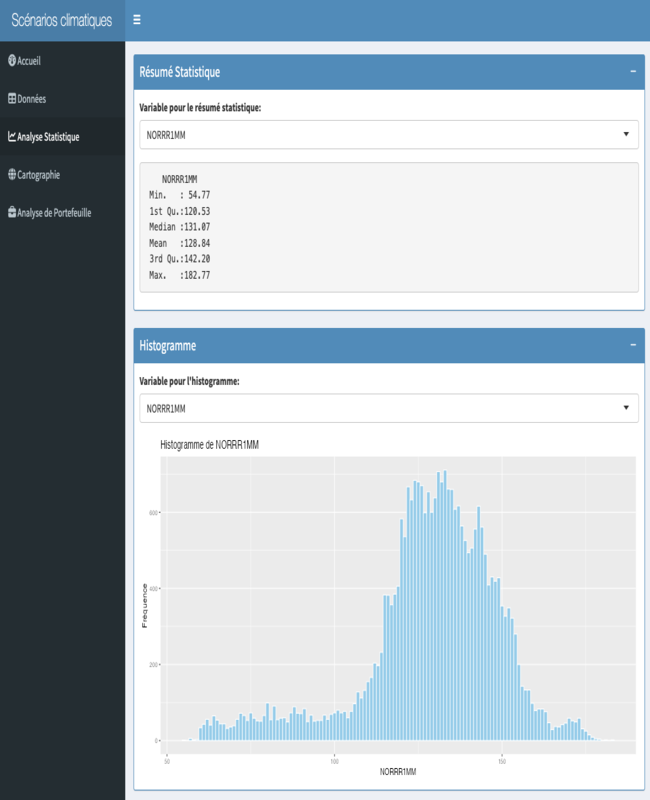 Scénarios climatiques
Accueil
Données
Analyse Statistique
Cartographie
Analyse de Portefeuille
Résumé Statistique
Variable pour le résumé statistique:
NORRR1MM
NORRR1MM
Min. : 54.77
1st Qu.:120.53
Median :131.07
Mean :128.84
3rd Qu.:142.20
Max. :182.77
Histogramme
Variable pour l'histogramme:
NORRR1MM
Histogramme de NORRR1MM
Frequence
600
400
200
0
50 100 150
NORRR1MM